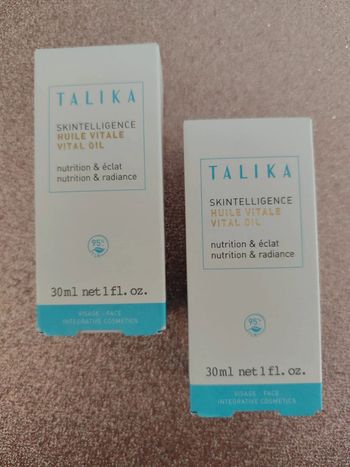 TALIKA
SKINTELLIGENCE
HUILE VITALE
VITAL OIL
nutrition & éclat
nutrition & radiance
95%
30ml net 1 fl. oz.
VISAGE - FACE
INTEGRATIVE COSMETICS
TALIKA
SKINTELLIGENCE
HUILE VITALE
VITAL OIL
nutrition & éclat
nutrition & radiance
95%
30ml net 1 fl. oz.
VISAGE - FACE
INTEGRATIVE COSMETICS